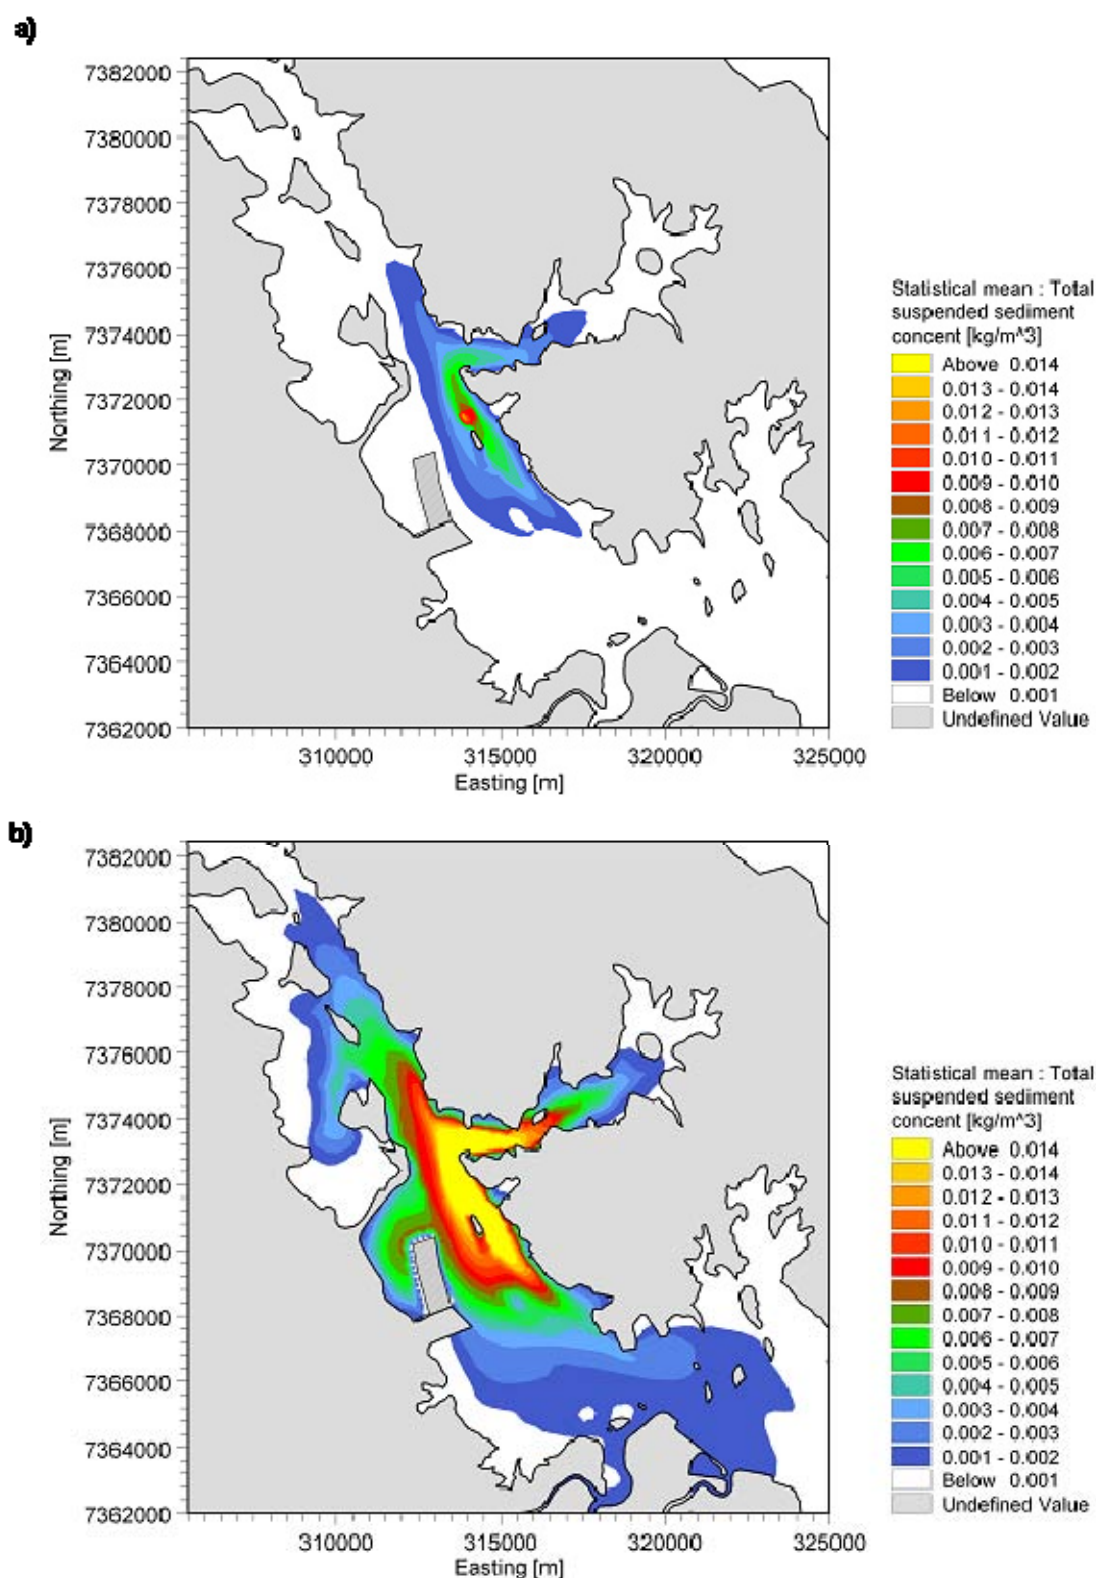 a)
7382000
7380000
7378000
7376000
7374000
7372000
7370000
7368000
7366000
7364000
7362000
Northing [m]
310000 315000 320000 325000
Easting [m]
Statistical mean : Total
suspended sediment
concent [kg/m^3]
Above 0.014
0.013 - 0.014
0.012 - 0.013
0.011 - 0.012
0.010 - 0.011
0.009 - 0.010
0.008 - 0.009
0.007 - 0.008
0.006 - 0.007
0.005 - 0.006
0.004 - 0.005
0.003 - 0.004
0.002 - 0.003
0.001 - 0.002
Below 0.001
Undefined Value
b)
7382000
7380000
7378000
7376000
7374000
7372000
7370000
7368000
7366000
7364000
7362000
Northing [m]
310000 315000 320000 325000
Easting [m]
Statistical mean : Total
suspended sediment
concent [kg/m^3]
Above 0.014
0.013 - 0.014
0.012 - 0.013
0.011 - 0.012
0.010 - 0.011
0.009 - 0.010
0.008 - 0.009
0.007 - 0.008
0.006 - 0.007
0.005 - 0.006
0.004 - 0.005
0.003 - 0.004
0.002 - 0.003
0.001 - 0.002
Below 0.001
Undefined Value